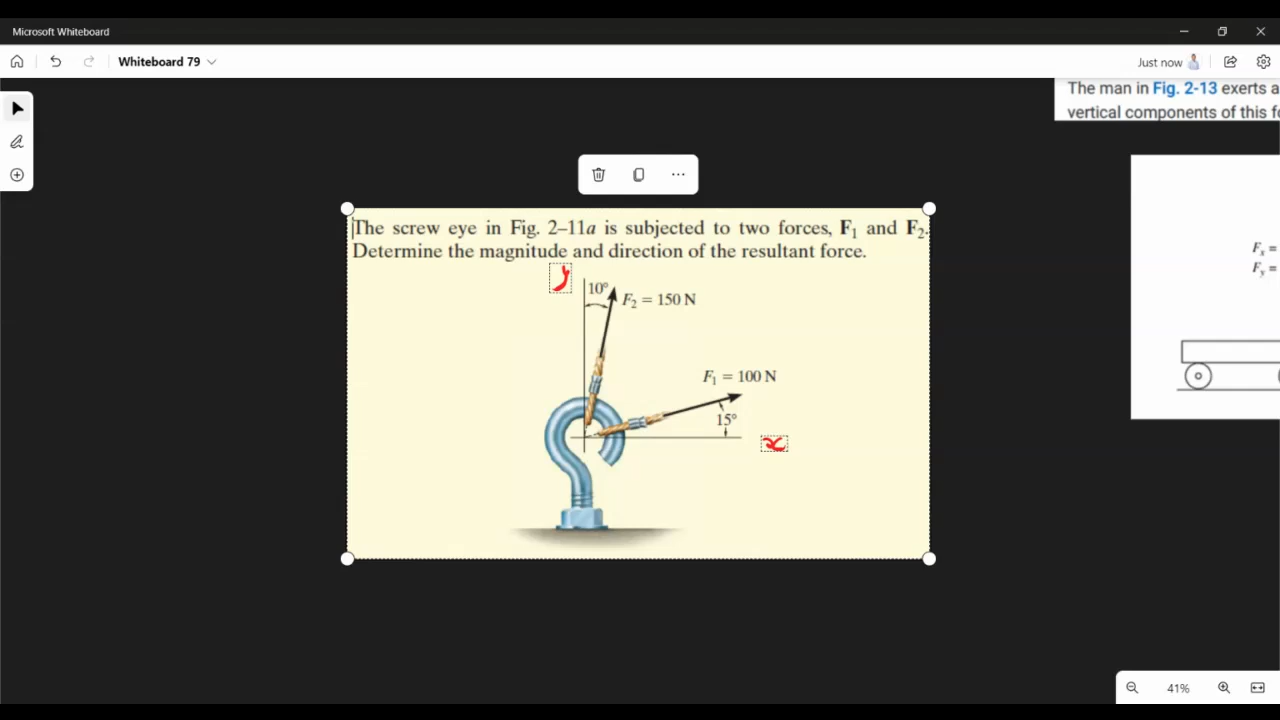 Microsoft Whiteboard
Whiteboard 79
Just now
The man in Fig. 2-13 exerts a
vertical components of this
The screw eye in Fig. 2–11a is subjected to two forces, F₁ and F₂.
Determine the magnitude and direction of the resultant force.
y
10°
F₂ = 150 N
F₁ = 100 N
15°
x
Fₓ =
Fᵧ =
41%